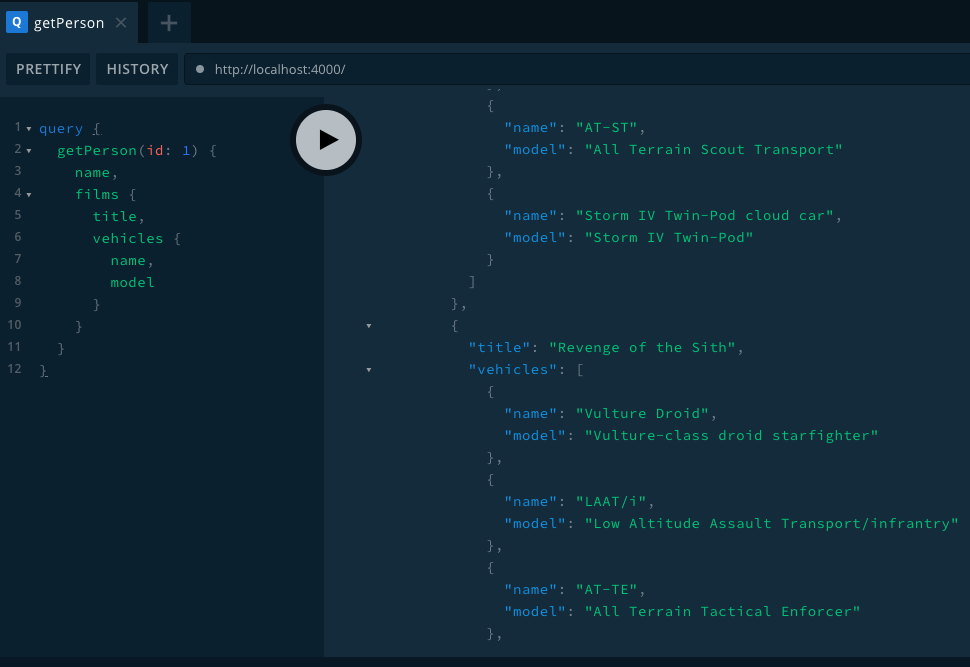 Q getPerson ✕ +
PRETTIFY HISTORY http://localhost:4000/
1 query {
2 getPerson(id: 1) {
3 name,
4 films {
5 title,
6 vehicles {
7 name,
8 model
9 }
10 }
11 }
12 }
},
{
"name": "AT-ST",
"model": "All Terrain Scout Transport"
},
{
"name": "Storm IV Twin-Pod cloud car",
"model": "Storm IV Twin-Pod"
}
]
},
{
"title": "Revenge of the Sith",
"vehicles": [
{
"name": "Vulture Droid",
"model": "Vulture-class droid starfighter"
},
{
"name": "LAAT/i",
"model": "Low Altitude Assault Transport/infrantry"
},
{
"name": "AT-TE",
"model": "All Terrain Tactical Enforcer"
},